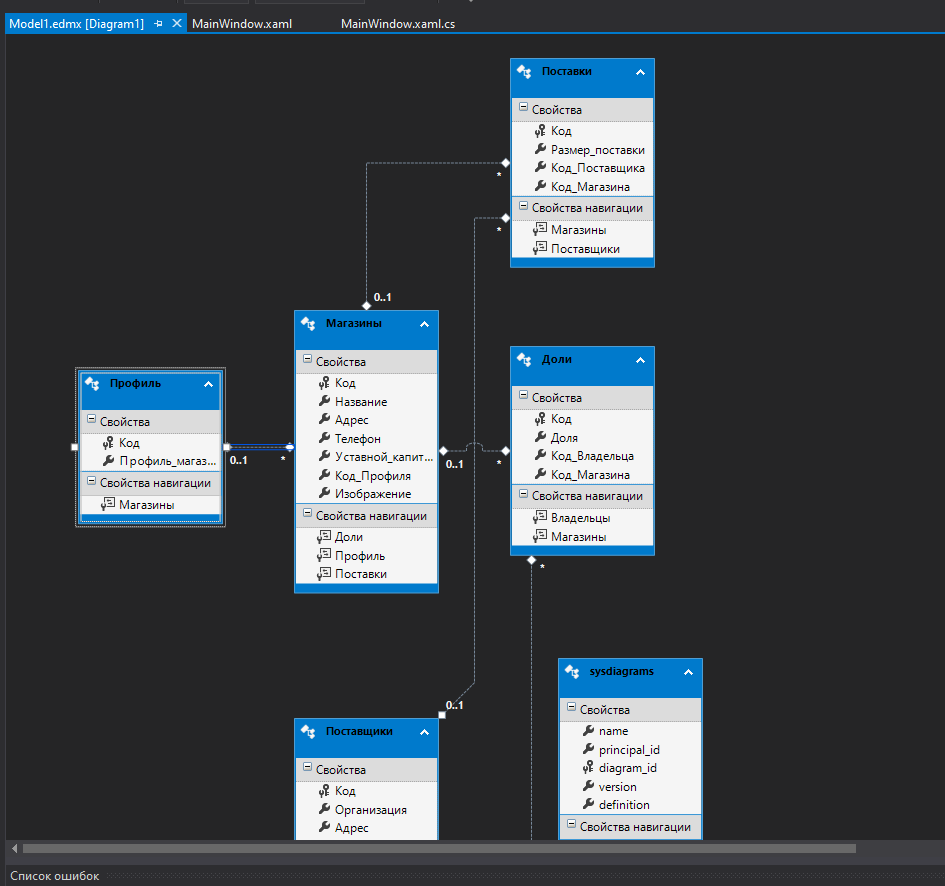 Model1.edmx [Diagram1]
MainWindow.xaml
MainWindow.xaml.cs
Поставки
Свойства
Код
Размер_поставки
Код_Поставщика
Код_Магазина
Свойства навигации
Магазины
Поставщики
*
*
0..1
Магазины
Свойства
Код
Название
Адрес
Телефон
Уставной_капит...
Код_Профиля
Изображение
Свойства навигации
Доли
Профиль
Поставки
Профиль
Свойства
Код
Профиль_магаз...
Свойства навигации
Магазины
0..1
*
0..1
*
Доли
Свойства
Код
Доля
Код_Владельца
Код_Магазина
Свойства навигации
Владельцы
Магазины
*
0..1
Поставщики
Свойства
Код
Организация
Адрес
sysdiagrams
Свойства
name
principal_id
diagram_id
version
definition
Свойства навигации
Список ошибок